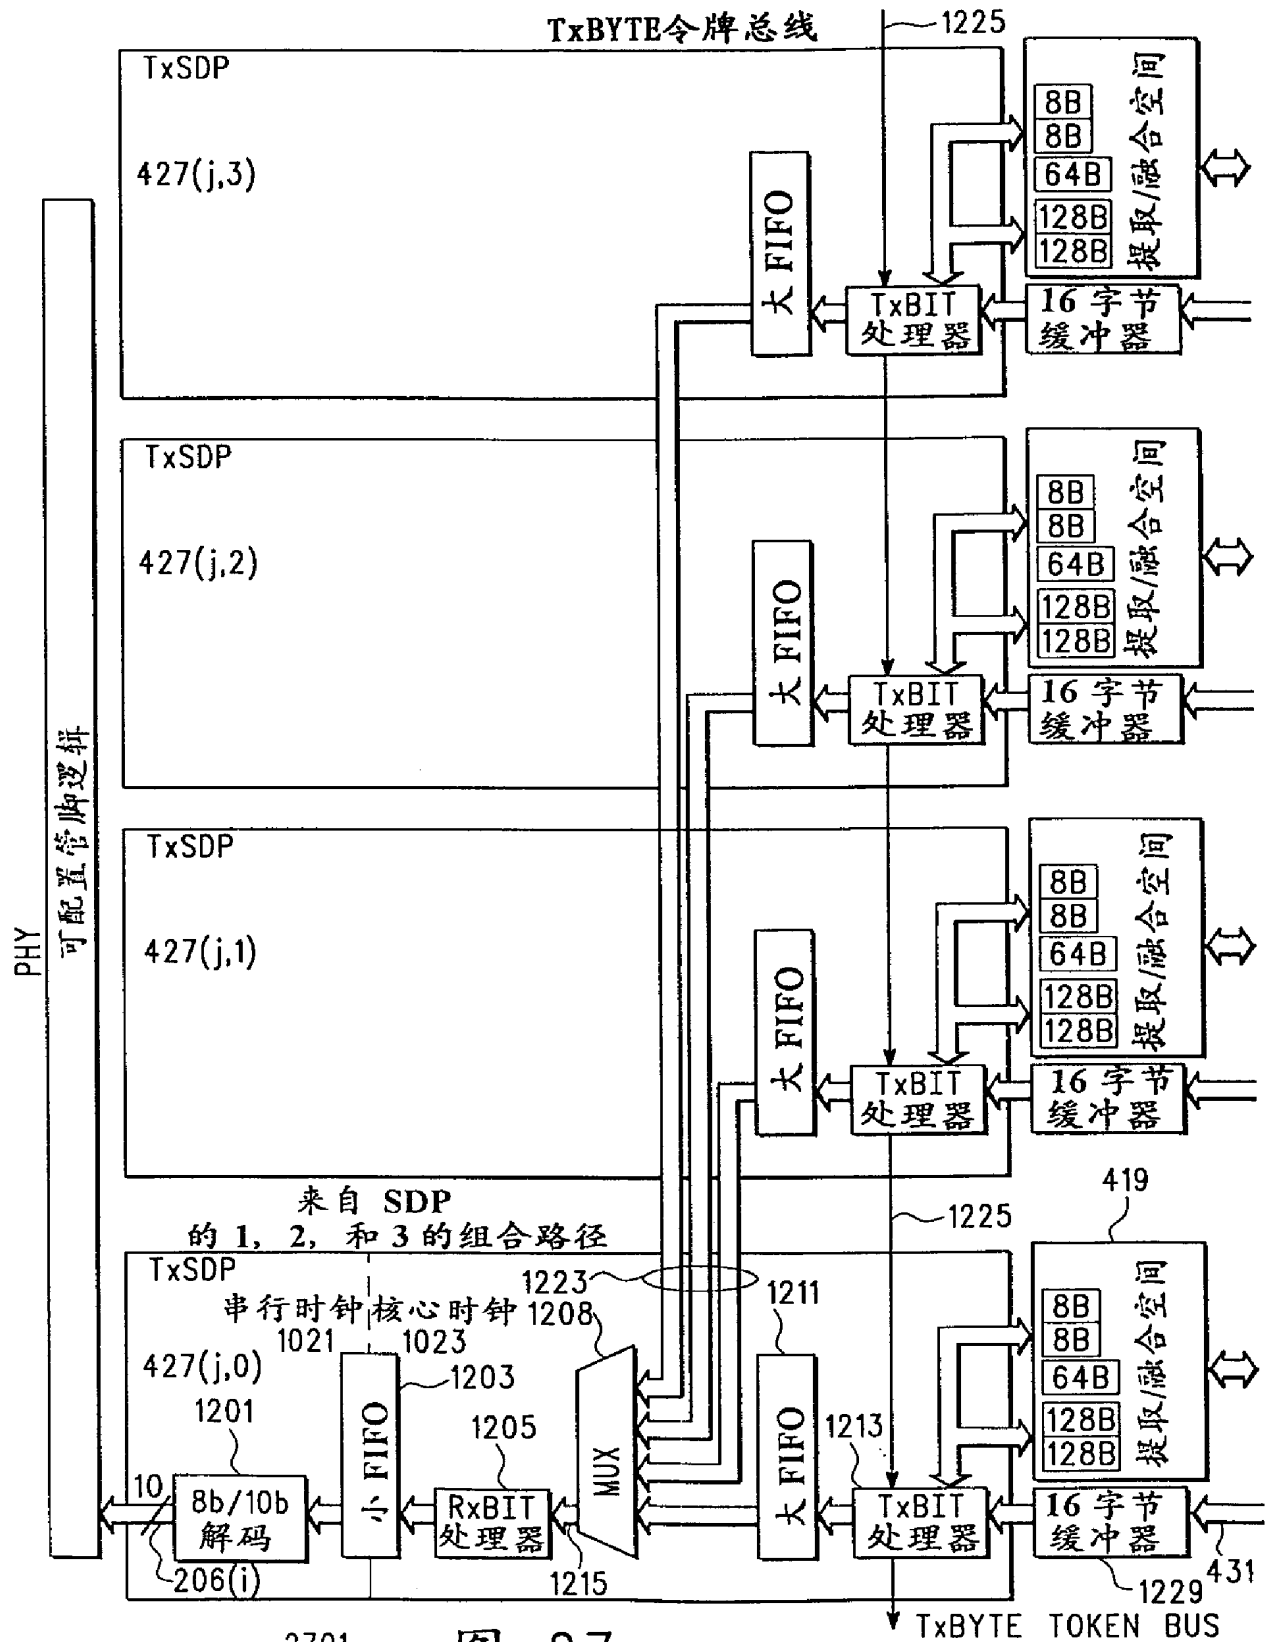 TxBYTE令牌总线
1225
TxSDP
427(j,3)
大 FIFO
TxBIT
处理器
8B
8B
64B
128B
128B
提取/融合空间
16 字节
缓冲器
TxSDP
427(j,2)
大 FIFO
TxBIT
处理器
8B
8B
64B
128B
128B
提取/融合空间
16 字节
缓冲器
PHY
可配置管脚逻辑
TxSDP
427(j,1)
大 FIFO
TxBIT
处理器
8B
8B
64B
128B
128B
提取/融合空间
16 字节
缓冲器
来自 SDP
的 1, 2, 和 3 的组合路径
1225
419
TxSDP
1223
串行时钟
核心时钟
1208
1211
1021
1023
427(j,0)
1203
1201
1205
1213
10
8b/10b
解码
小 FIFO
RxBIT
处理器
MUX
大 FIFO
TxBIT
处理器
8B
8B
64B
128B
128B
提取/融合空间
16 字节
缓冲器
206(i)
1215
431
1229
TxBYTE TOKEN BUS